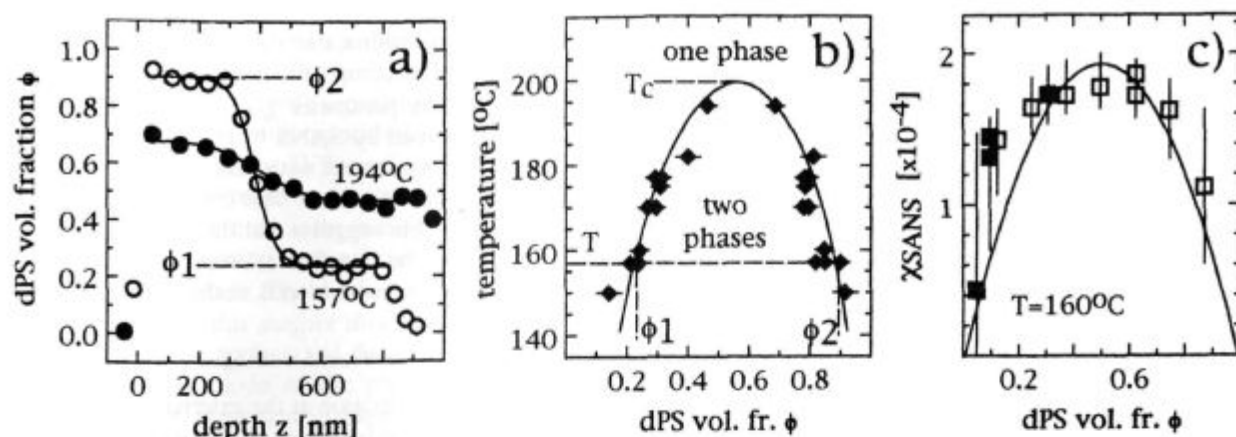 a)
dPS vol. fraction ϕ
1.0
0.8
0.6
0.4
0.2
0.0
ϕ2
194°C
ϕ1
157°C
0 200 600
depth z [nm]
b)
temperature [°C]
one phase
200
Tc
180
two
phases
160
T
140
ϕ1 ϕ2
0.2 0.4 0.6 0.8
dPS vol. fr. ϕ
c)
χSANS [x10-4)
2
1
T=160°C
0.2 0.6
dPS vol. fr. ϕ